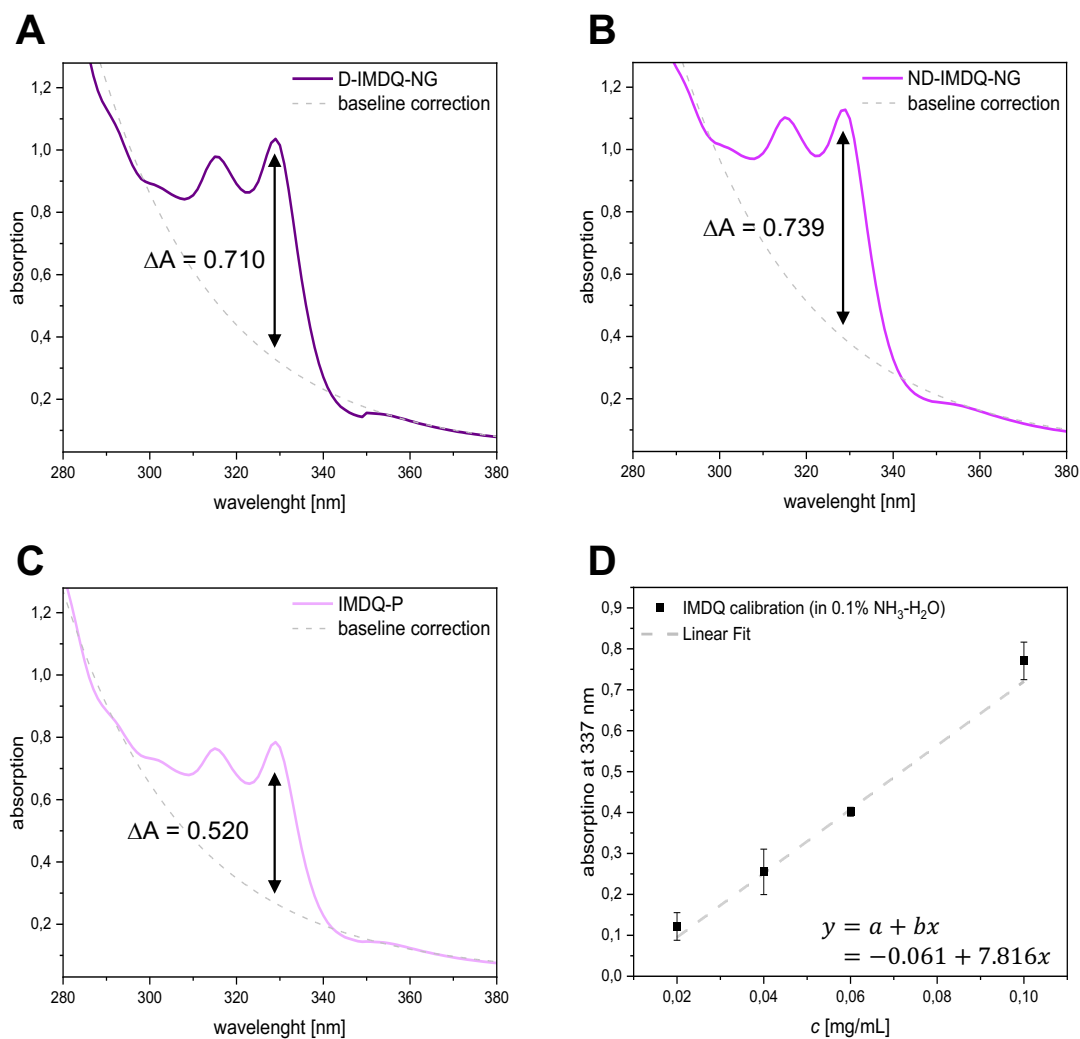 A
D-IMDQ-NG
baseline correction
1,2
1,0
0,8
0,6
0,4
0,2
absorption
ΔA = 0.710
280 300 320 340 360 380
wavelenght [nm]
B
ND-IMDQ-NG
baseline correction
1,2
1,0
0,8
0,6
0,4
0,2
absorption
ΔA = 0.739
280 300 320 340 360 380
wavelenght [nm]
C
IMDQ-P
baseline correction
1,2
1,0
0,8
0,6
0,4
0,2
absorption
ΔA = 0.520
280 300 320 340 360 380
wavelenght [nm]
D
IMDQ calibration (in 0.1% NH₃-H₂O)
Linear Fit
0,9
0,8
0,7
0,6
0,5
0,4
0,3
0,2
0,1
0,0
absorptino at 337 nm
y = a + bx
= −0.061 + 7.816x
0,02 0,04 0,06 0,08 0,10
c [mg/mL]